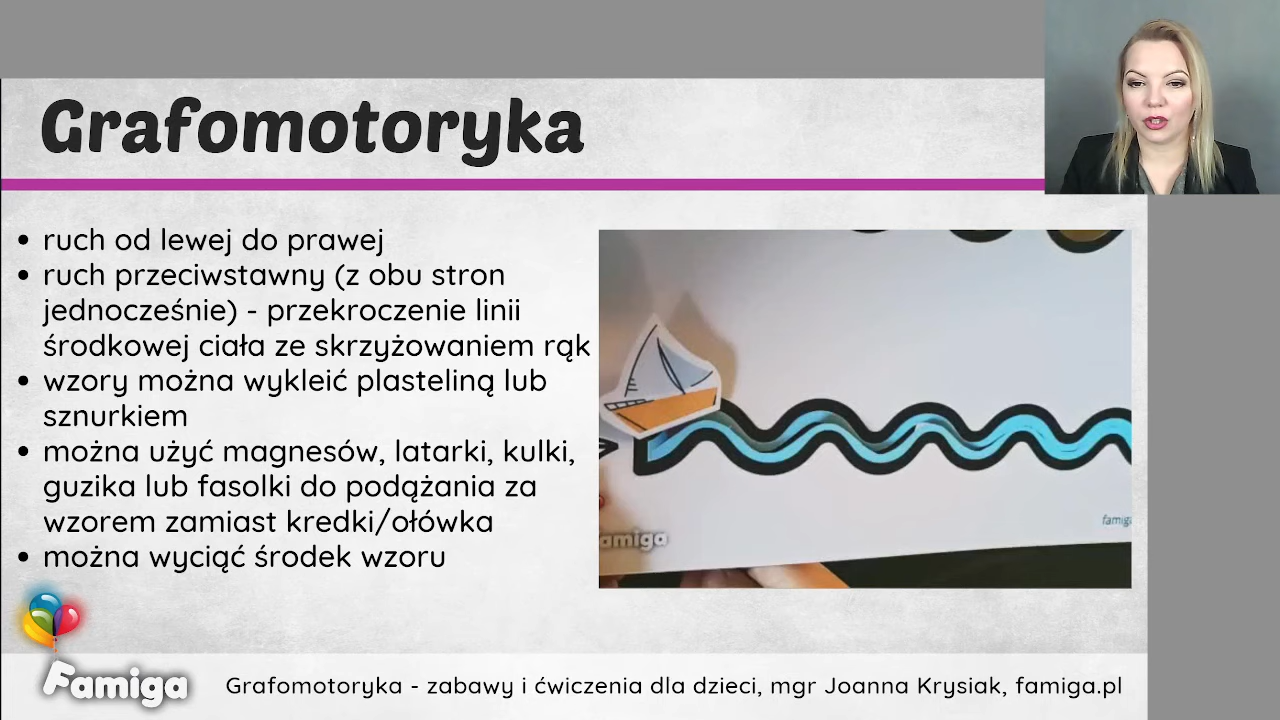 Grafomotoryka
• ruch od lewej do prawej
• ruch przeciwstawny (z obu stron
jednocześnie) - przekroczenie linii
środkowej ciała ze skrzyżowaniem rąk
• wzory można wykleić plasteliną lub
sznurkiem
• można użyć magnesów, latarki, kulki,
guzika lub fasolki do podążania za
wzorem zamiast kredki/ołówka
• można wyciąć środek wzoru
famig
amiga
Famiga
Grafomotoryka - zabawy i ćwiczenia dla dzieci, mgr Joanna Krysiak, famiga.pl